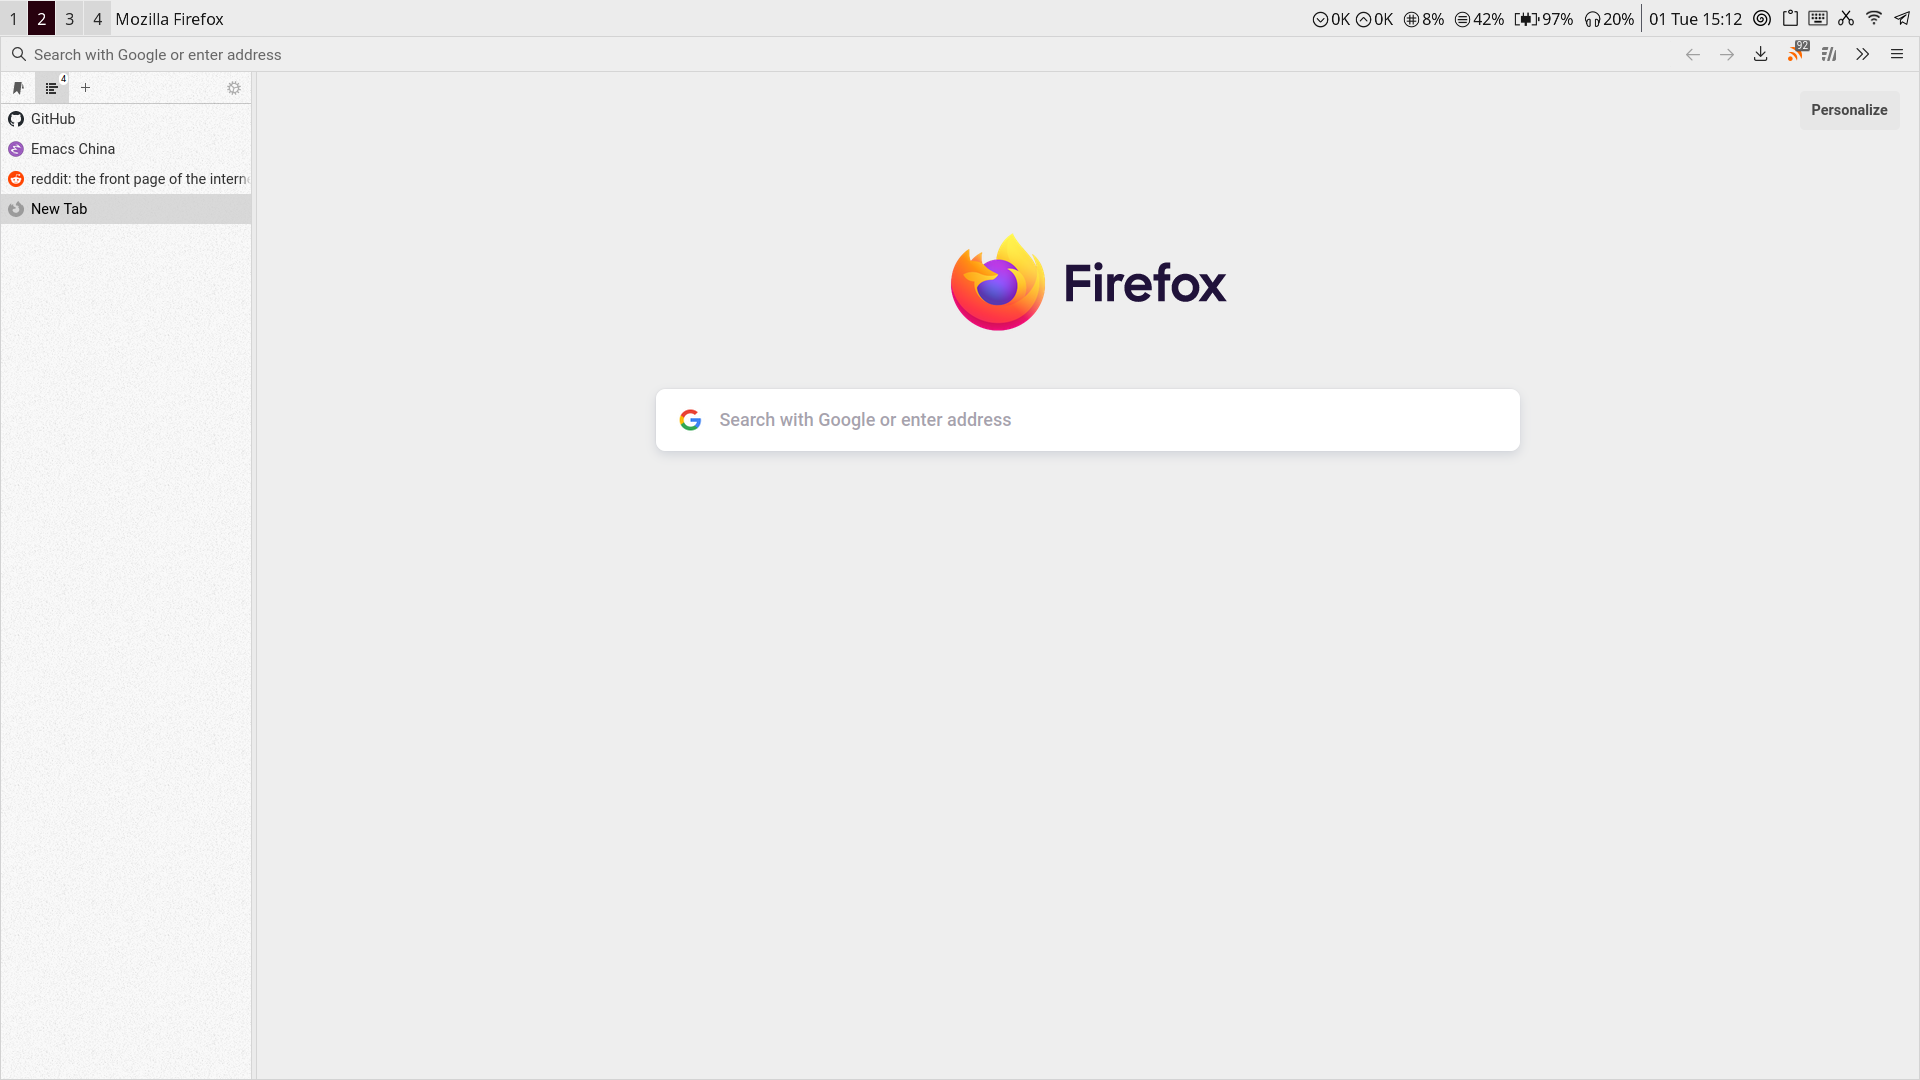 1 2 3 4 Mozilla Firefox 0K 0K 8% 42% 97% 20% 01 Tue 15:12
Search with Google or enter address 92
4
GitHub
Emacs China
reddit: the front page of the intern
New Tab
Personalize
Firefox
Search with Google or enter address